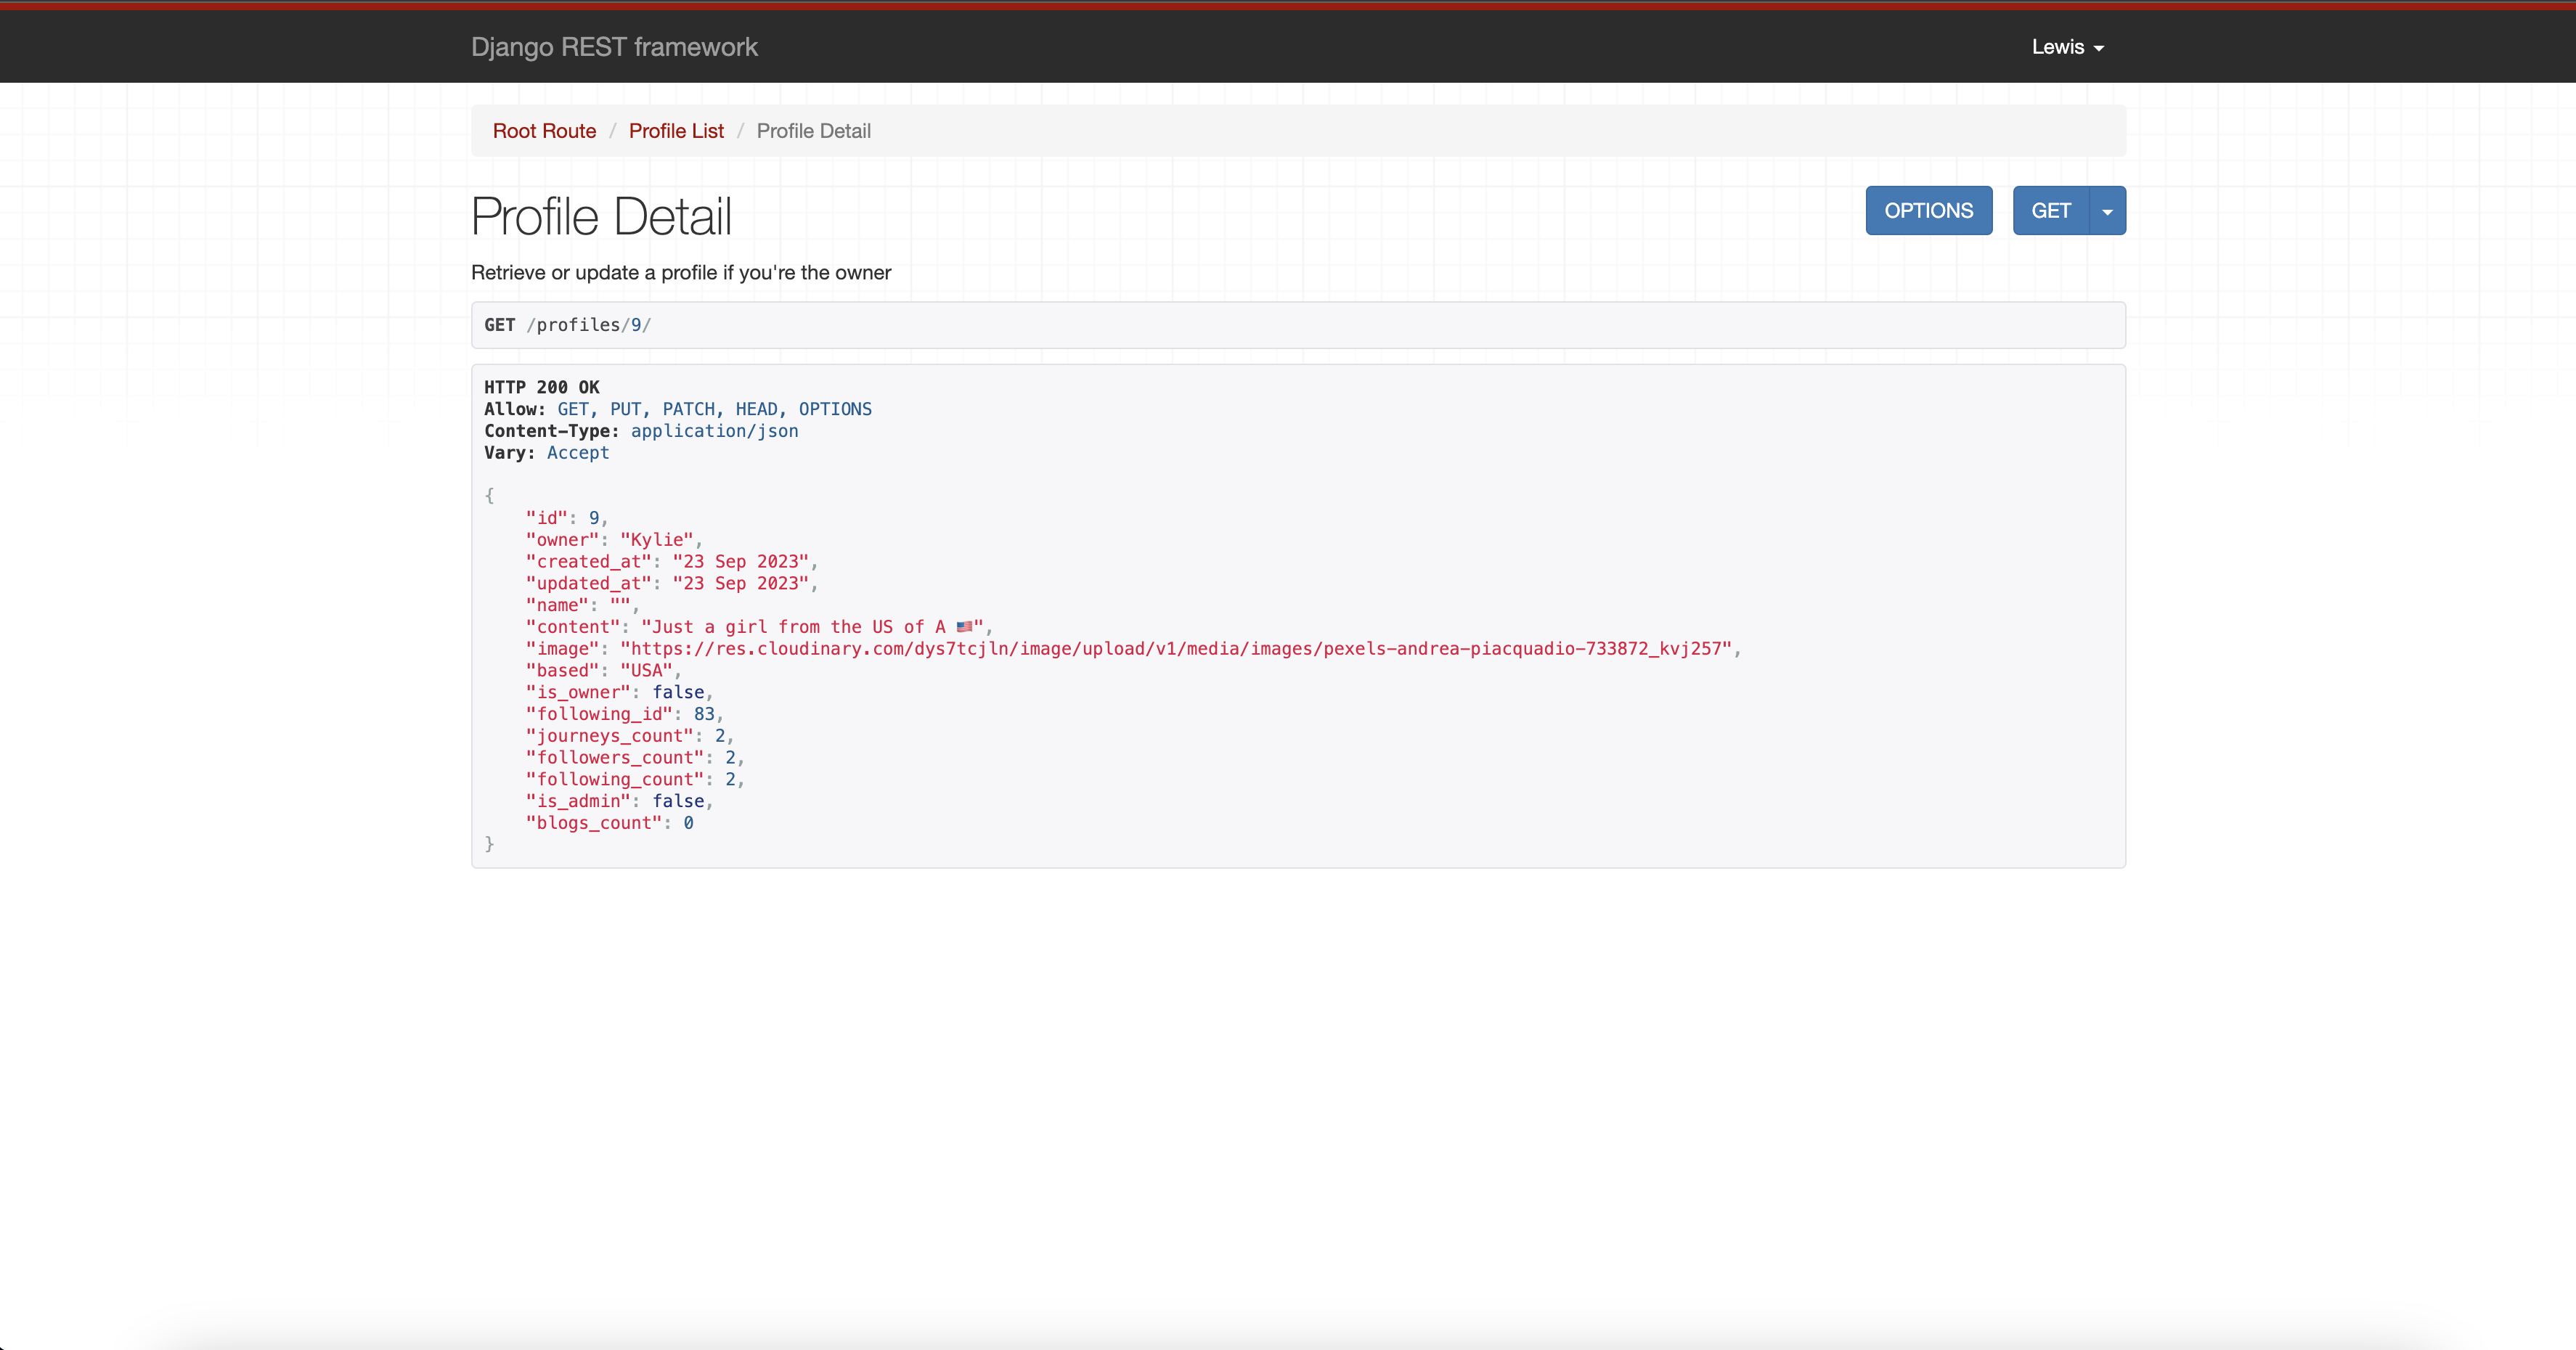 Django REST framework
Lewis
Root Route / Profile List / Profile Detail
Profile Detail
OPTIONS
GET
Retrieve or update a profile if you're the owner
GET /profiles/9/
HTTP 200 OK
Allow: GET, PUT, PATCH, HEAD, OPTIONS
Content-Type: application/json
Vary: Accept
{
    "id": 9,
    "owner": "Kylie",
    "created_at": "23 Sep 2023",
    "updated_at": "23 Sep 2023",
    "name": "",
    "content": "Just a girl from the US of A 🇺🇸",
    "image": "https://res.cloudinary.com/dys7tcjln/image/upload/v1/media/images/pexels-andrea-piacquadio-733872_kvj257",
    "based": "USA",
    "is_owner": false,
    "following_id": 83,
    "journeys_count": 2,
    "followers_count": 2,
    "following_count": 2,
    "is_admin": false,
    "blogs_count": 0
}